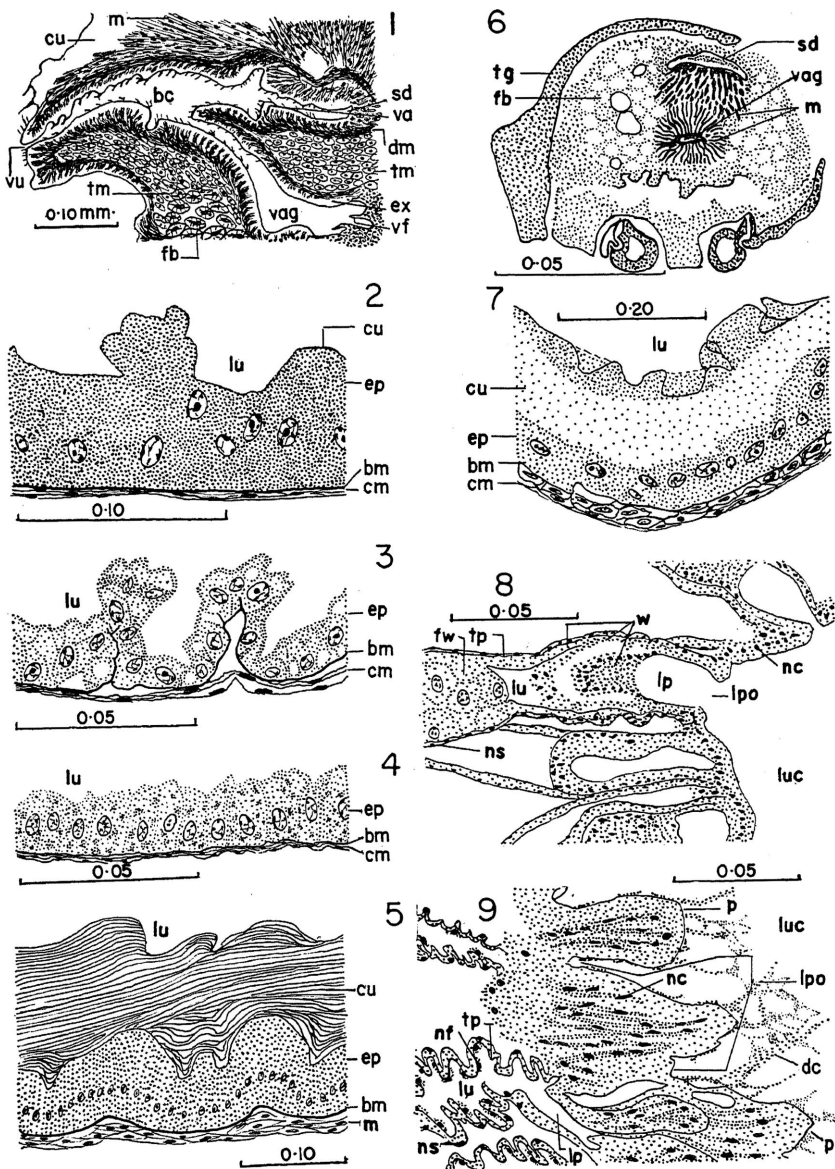 1
m
cu
bc
sd
va
dm
tm
ex
vf
vu
tm
vag
0·10 mm.
fb
2
cu
lu
ep
bm
cm
0·10
3
lu
ep
bm
cm
0·05
4
lu
ep
bm
cm
0·05
5
lu
cu
ep
bm
m
0·10
6
sd
tg
vag
fb
m
0·05
7
0·20
lu
cu
ep
bm
cm
8
0·05
w
fw tp
nc
lu
lp
lpo
ns
luc
0·05
9
p
luc
nc
lpo
tp
nf
dc
lu
ns
lp
p